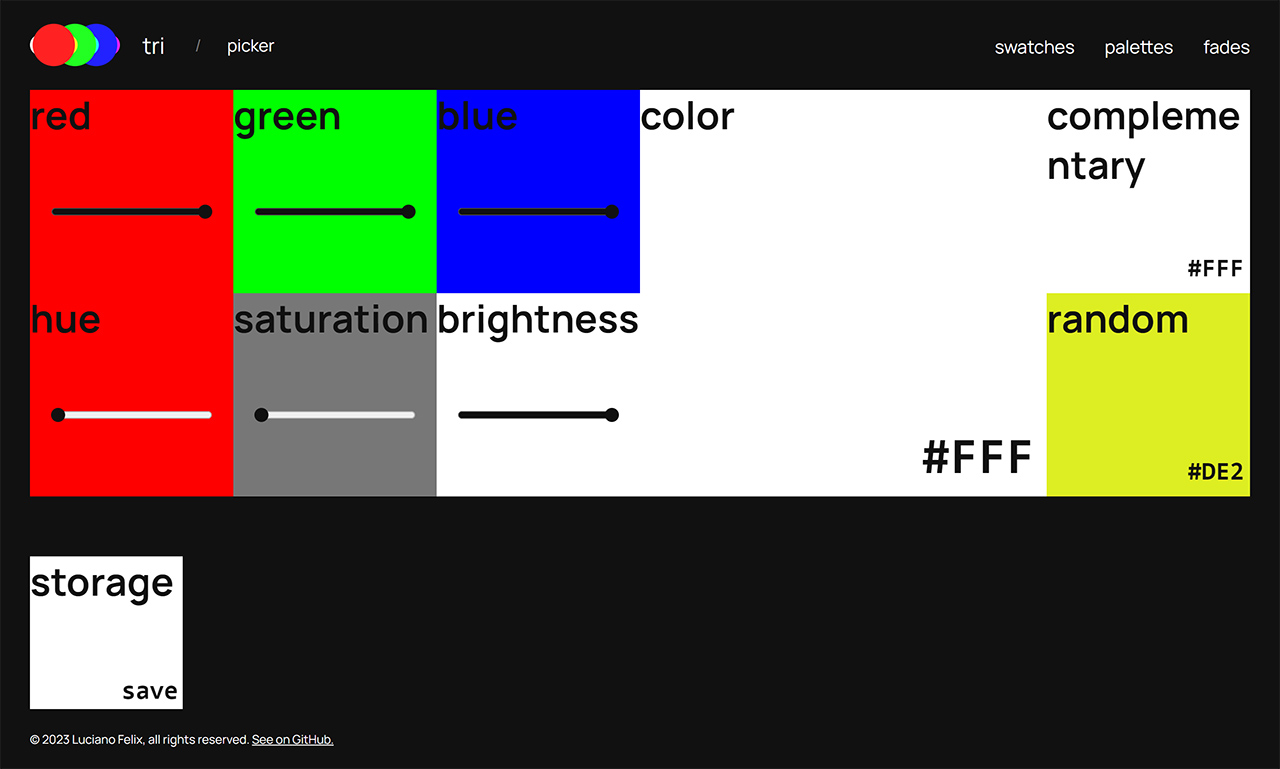 tri / picker
swatches palettes fades
red
green
blue
color
compleme
ntary
#FFF
hue
saturation
brightness
#FFF
random
#DE2
storage
save
© 2023 Luciano Felix, all rights reserved. See on GitHub.